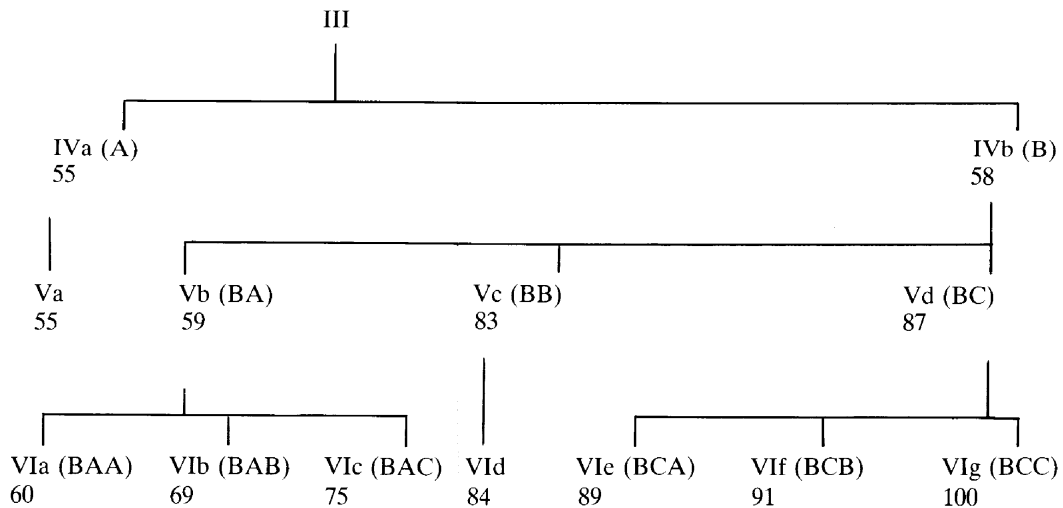 III
IVa (A) IVb (B)
55 58
Va Vb (BA) Vc (BB) Vd (BC)
55 59 83 87
VIa (BAA) VIb (BAB) VIc (BAC) VId VIe (BCA) VIf (BCB) VIg (BCC)
60 69 75 84 89 91 100